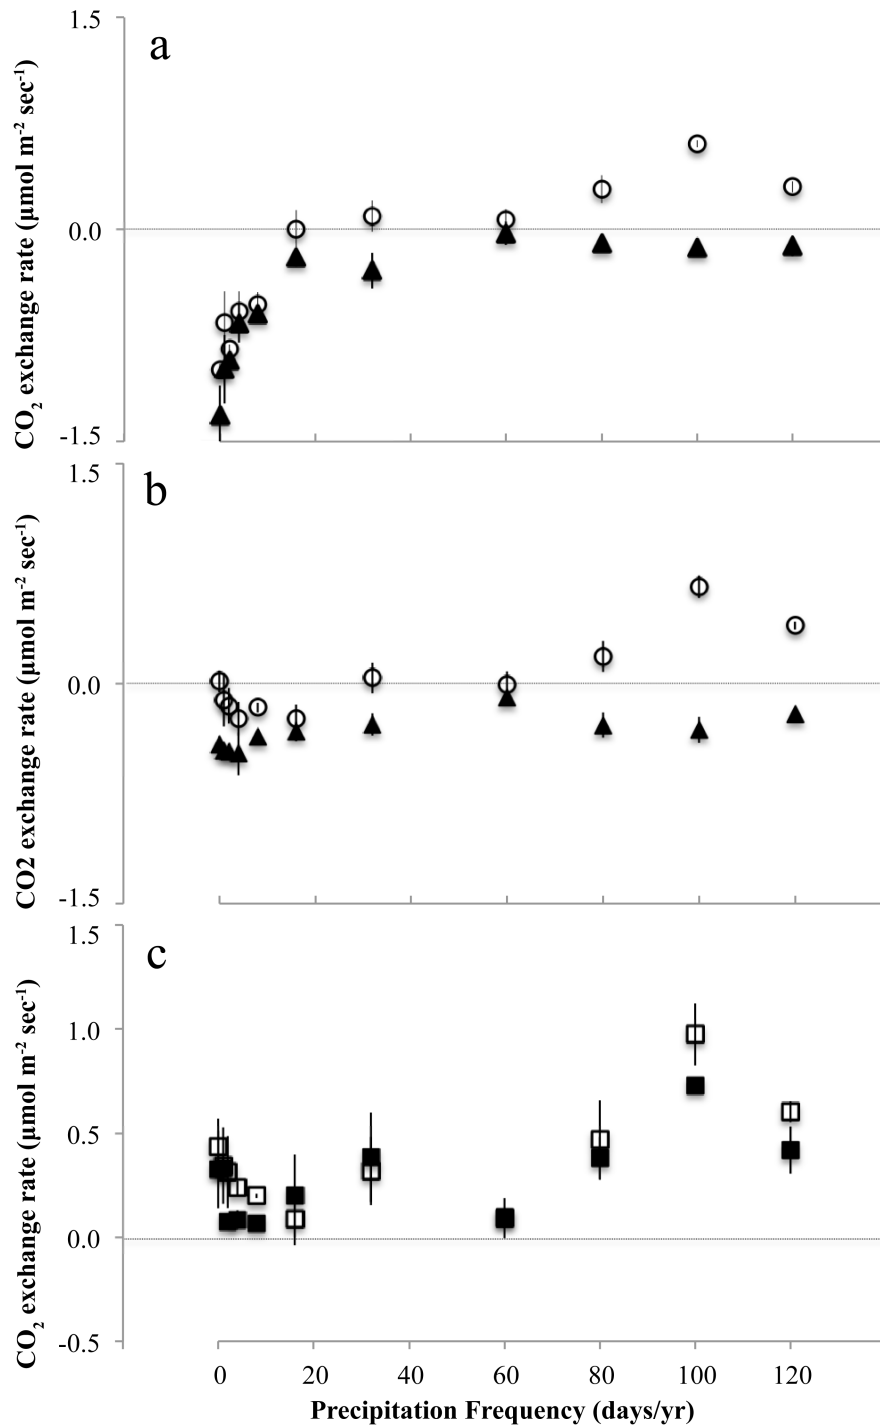 1.5
a
CO₂ exchange rate (µmol m⁻² sec⁻¹)
0.0
-1.5
1.5
b
CO2 exchange rate (µmol m⁻² sec⁻¹)
0.0
-1.5
1.5
c
CO₂ exchange rate (µmol m⁻² sec⁻¹)
1.0
0.5
0.0
-0.5
0 20 40 60 80 100 120
Precipitation Frequency (days/yr)